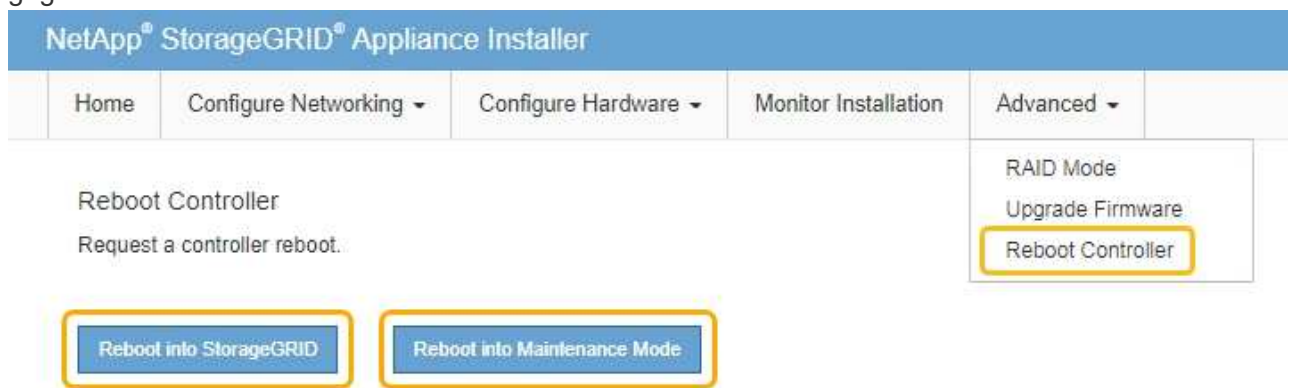 NetApp® StorageGRID® Appliance Installer
Home Configure Networking Configure Hardware Monitor Installation Advanced
RAID Mode
Upgrade Firmware
Reboot Controller
Reboot Controller
Request a controller reboot.
Reboot into StorageGRID Reboot into Maintenance Mode